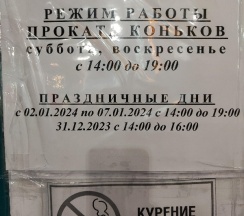 РЕЖИМ РАБОТЫ
ПРОКАТА КОНЬКОВ
суббота, воскресенье
с 14:00 до 19:00
ПРАЗДНИЧНЫЕ ДНИ
с 02.01.2024 по 07.01.2024 с 14:00 до 19:00
31.12.2023 с 14:00 до 16:00
КУРЕНИЕ